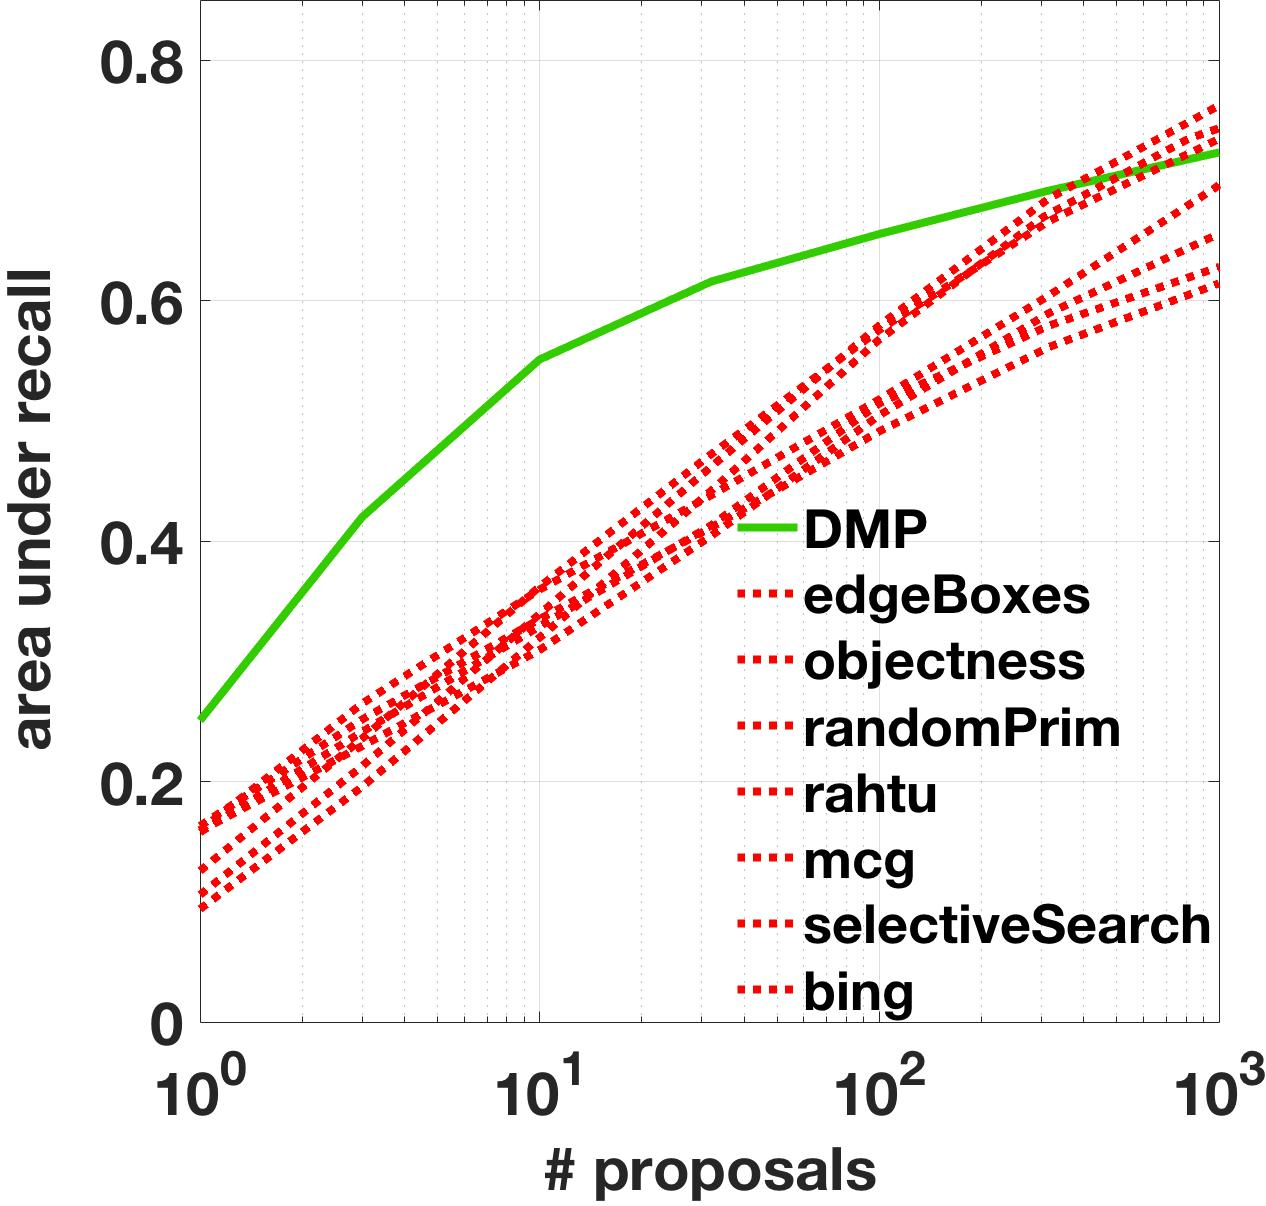 0.8
0.6
0.4
0.2
0
area under recall
DMP
edgeBoxes
objectness
randomPrim
rahtu
mcg
selectiveSearch
bing
10^0 10^1 10^2 10^3
# proposals